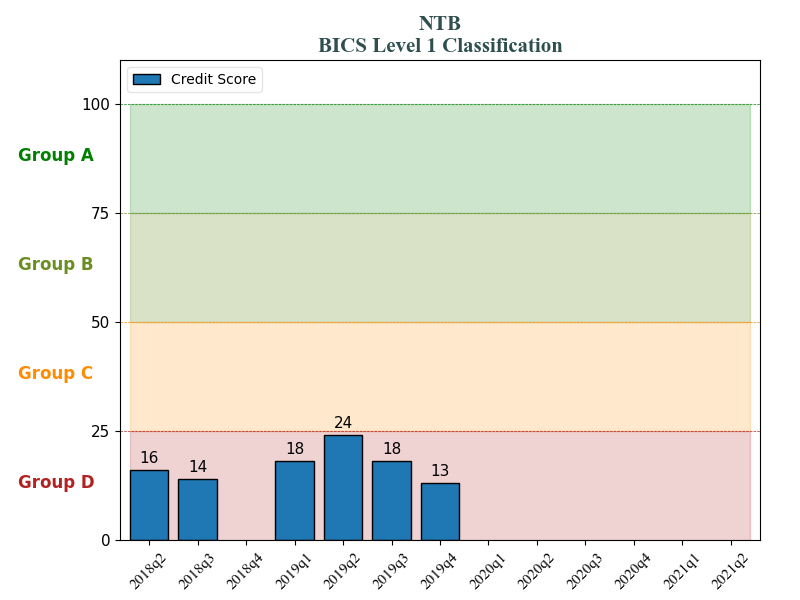 NTB
BICS Level 1 Classification
Credit Score
100
Group A
75
Group B
50
Group C
25
Group D
0
16
14
18
24
18
13
2018q2
2018q3
2018q4
2019q1
2019q2
2019q3
2019q4
2020q1
2020q2
2020q3
2020q4
2021q1
2021q2